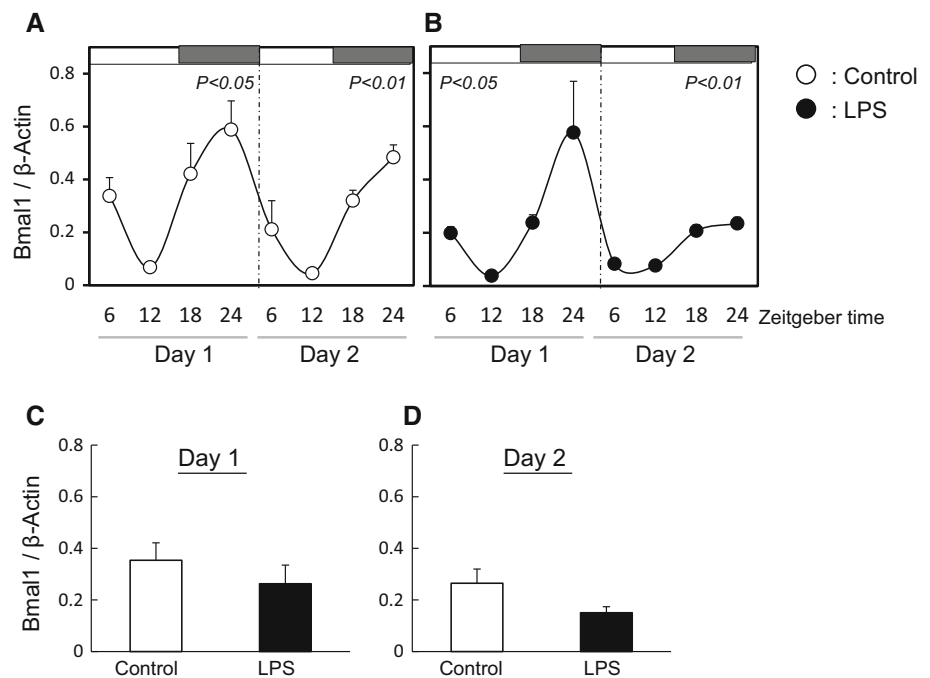 A
B
0.8
0.6
0.4
0.2
0
Bmal1 / β-Actin
P<0.05
P<0.01
P<0.05
P<0.01
: Control
: LPS
6 12 18 24 6 12 18 24
6 12 18 24 6 12 18 24 Zeitgeber time
Day 1 Day 2
Day 1 Day 2
C
D
0.8
0.6
0.4
0.2
0
Bmal1 / β-Actin
Day 1
Control LPS
0.8
0.6
0.4
0.2
0
Day 2
Control LPS